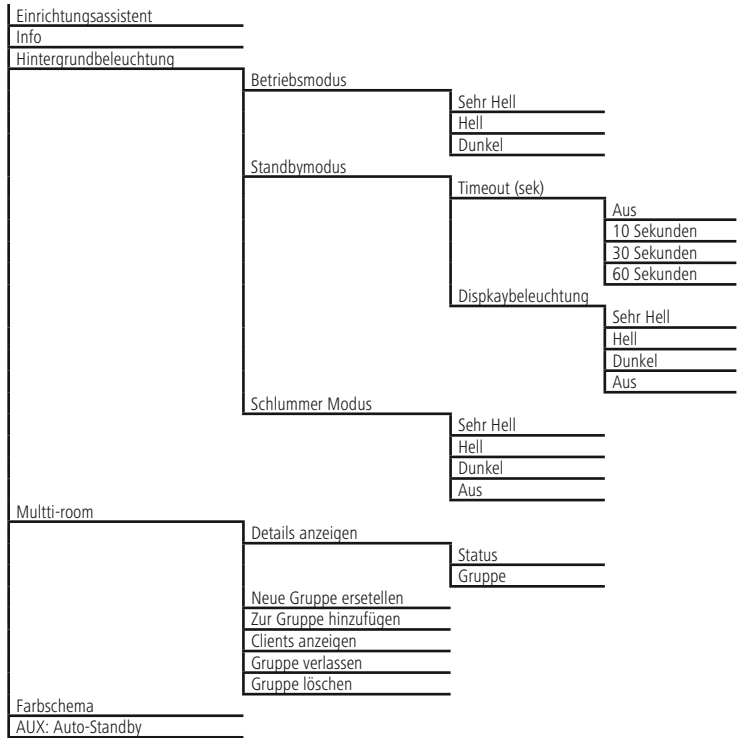 Einrichtungsassistent
Info
Hintergrundbeleuchtung
Betriebsmodus
Sehr Hell
Hell
Dunkel
Standbymodus
Timeout (sek)
Aus
10 Sekunden
30 Sekunden
60 Sekunden
Dispkaybeleuchtung
Sehr Hell
Hell
Dunkel
Aus
Schlummer Modus
Sehr Hell
Hell
Dunkel
Aus
Multti-room
Details anzeigen
Status
Gruppe
Neue Gruppe ersetellen
Zur Gruppe hinzufügen
Clients anzeigen
Gruppe verlassen
Gruppe löschen
Farbschema
AUX: Auto-Standby